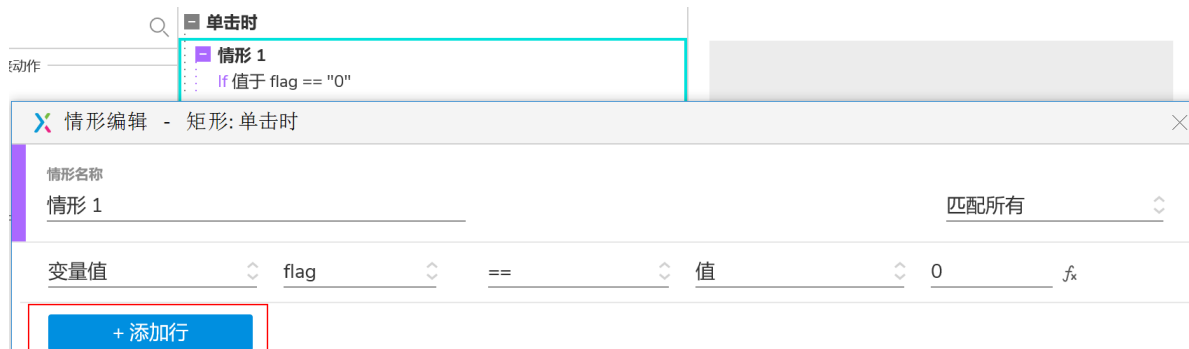 单击时
情形 1
动作
If 值于 flag == "0"
情形编辑 - 矩形: 单击时
情形名称
情形 1
匹配所有
变量值 flag == 值 0 fx
+ 添加行